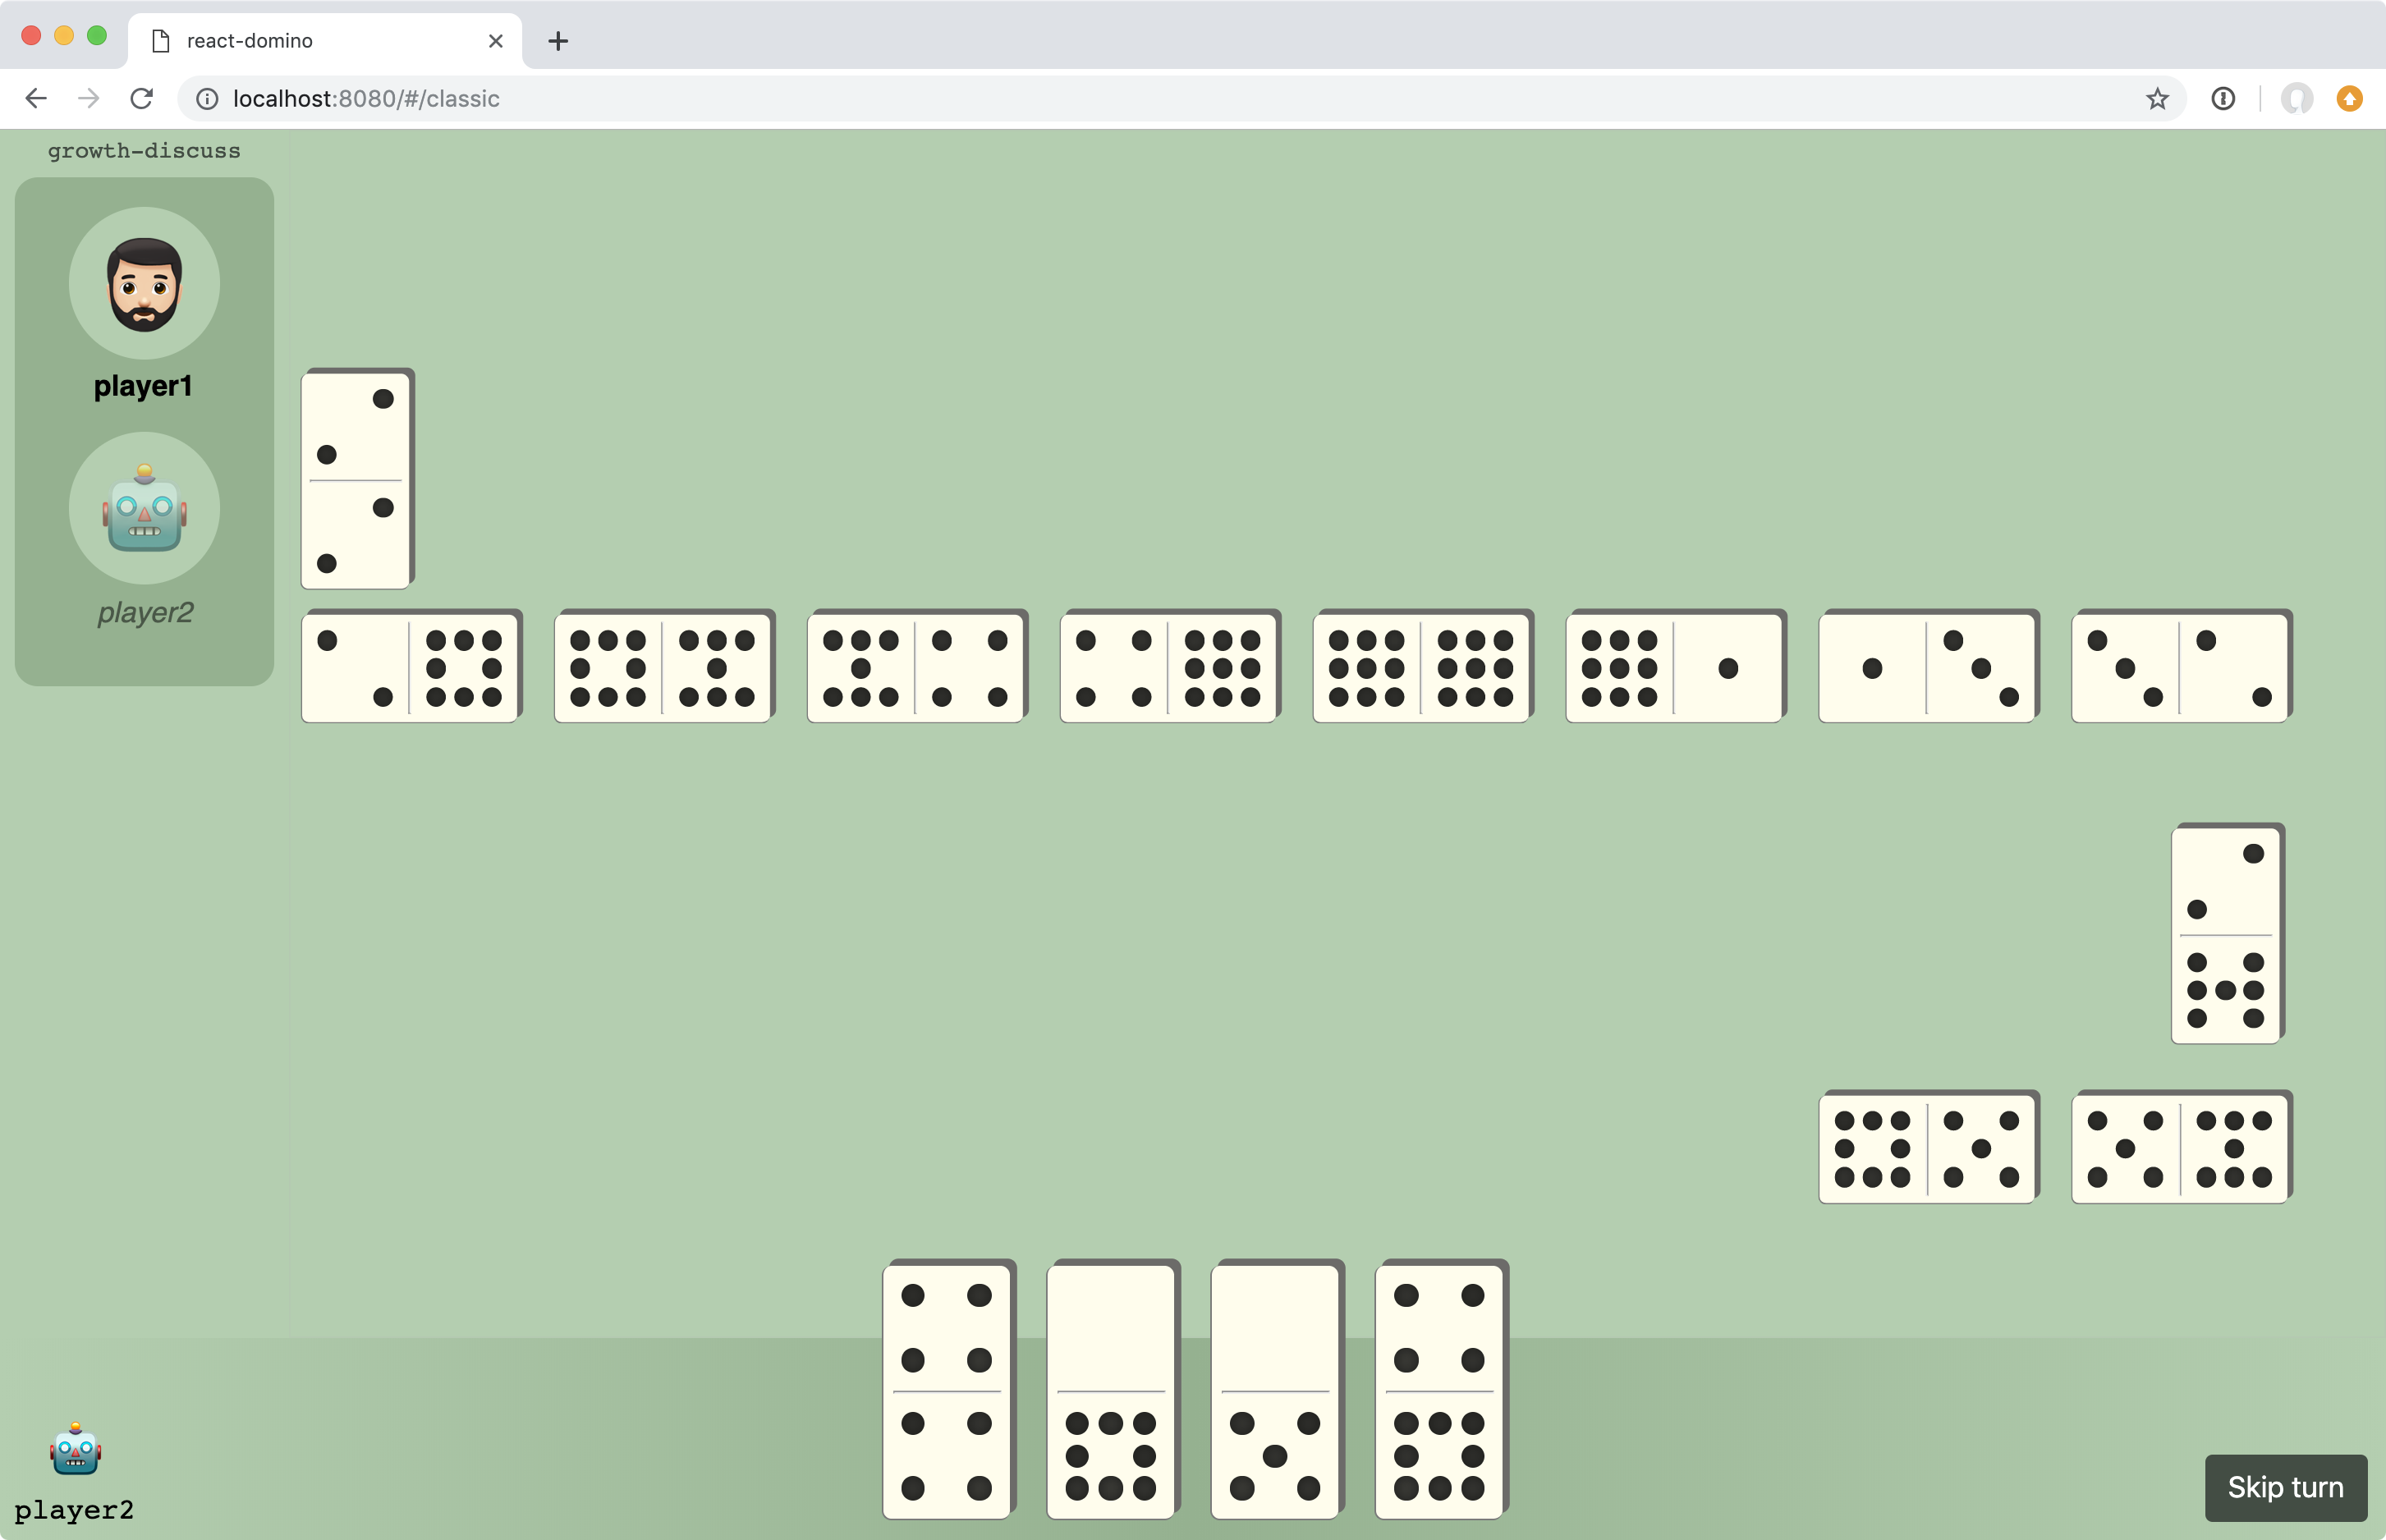 react-domino
localhost:8080/#/classic
growth-discuss
player1
player2
player2
Skip turn